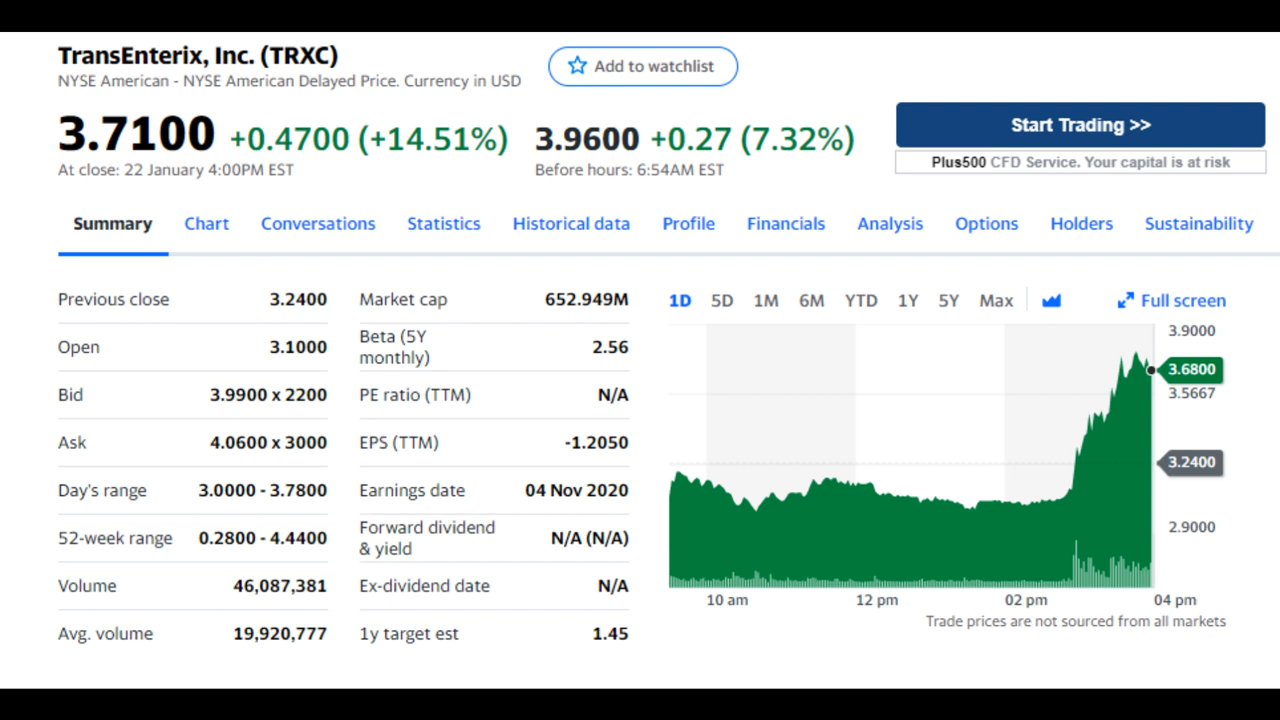 TransEnterix, Inc. (TRXC)
NYSE American - NYSE American Delayed Price. Currency in USD
Add to watchlist
3.7100 +0.4700 (+14.51%)
At close: 22 January 4:00PM EST
3.9600 +0.27 (7.32%)
Before hours: 6:54AM EST
Start Trading >>
Plus500 CFD Service. Your capital is at risk
Summary Chart Conversations Statistics Historical data Profile Financials Analysis Options Holders Sustainability
Previous close 3.2400
Open 3.1000
Bid 3.9900 x 2200
Ask 4.0600 x 3000
Day's range 3.0000 - 3.7800
52-week range 0.2800 - 4.4400
Volume 46,087,381
Avg. volume 19,920,777
Market cap 652.949M
Beta (5Y
monthly) 2.56
PE ratio (TTM) N/A
EPS (TTM) -1.2050
Earnings date 04 Nov 2020
Forward dividend
& yield N/A (N/A)
Ex-dividend date N/A
1y target est 1.45
1D 5D 1M 6M YTD 1Y 5Y Max Full screen
3.9000
3.6800
3.5667
3.2400
2.9000
10 am 12 pm 02 pm 04 pm
Trade prices are not sourced from all markets